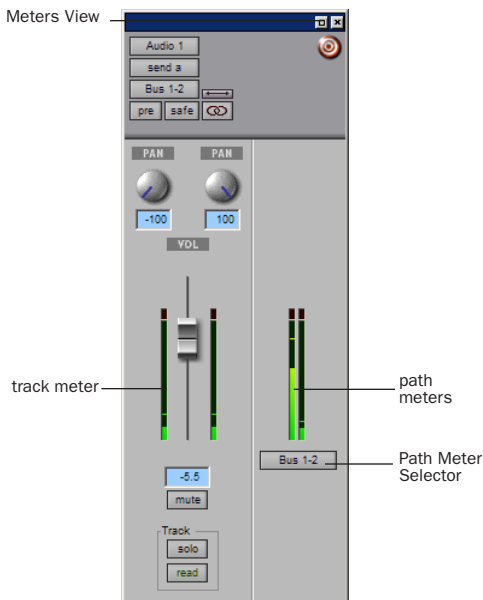 Meters View
Audio 1
send a
Bus 1-2
pre safe
PAN PAN
-100 100
VOL
track meter
path
meters
Bus 1-2
Path Meter
Selector
-5.5
mute
Track
solo
read